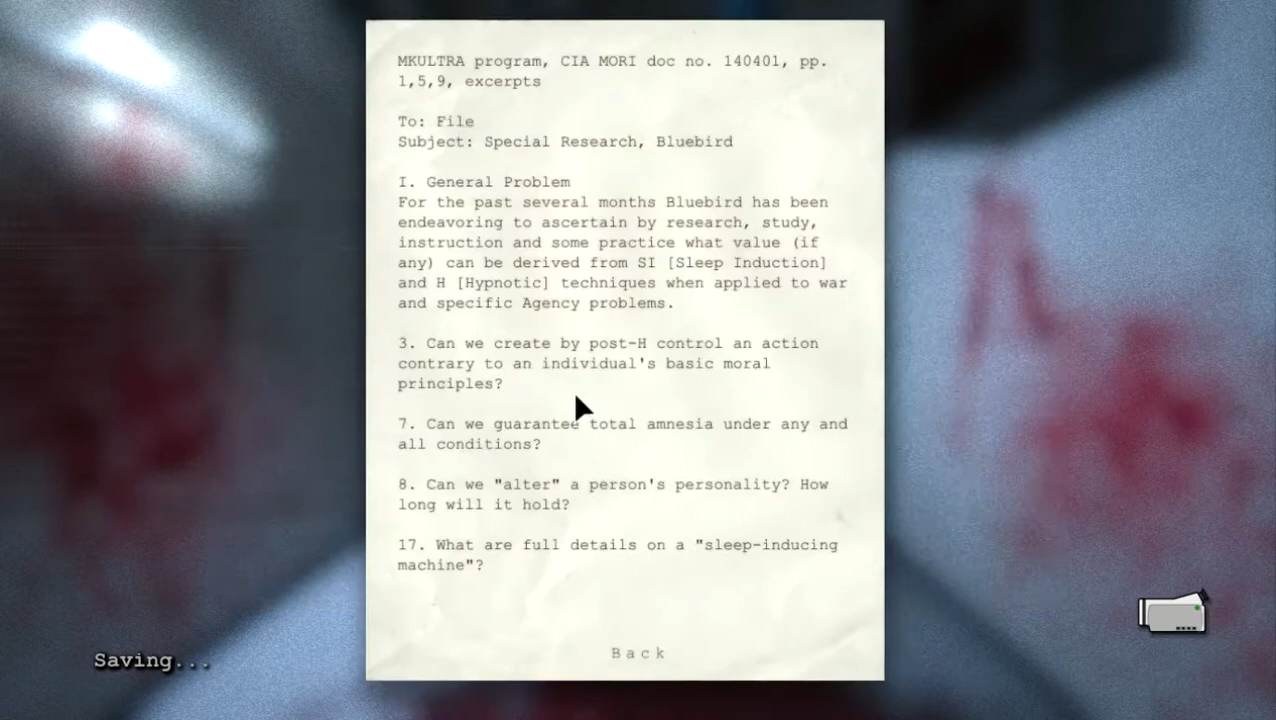 MKULTRA program, CIA MORI doc no. 140401, pp.
1,5,9, excerpts
To: File
Subject: Special Research, Bluebird
I. General Problem
For the past several months Bluebird has been
endeavoring to ascertain by research, study,
instruction and some practice what value (if
any) can be derived from SI [Sleep Induction]
and H [Hypnotic] techniques when applied to war
and specific Agency problems.
3. Can we create by post-H control an action
contrary to an individual's basic moral
principles?
7. Can we guarantee total amnesia under any and
all conditions?
8. Can we "alter" a person's personality? How
long will it hold?
17. What are full details on a "sleep-inducing
machine"?
Back
Saving...